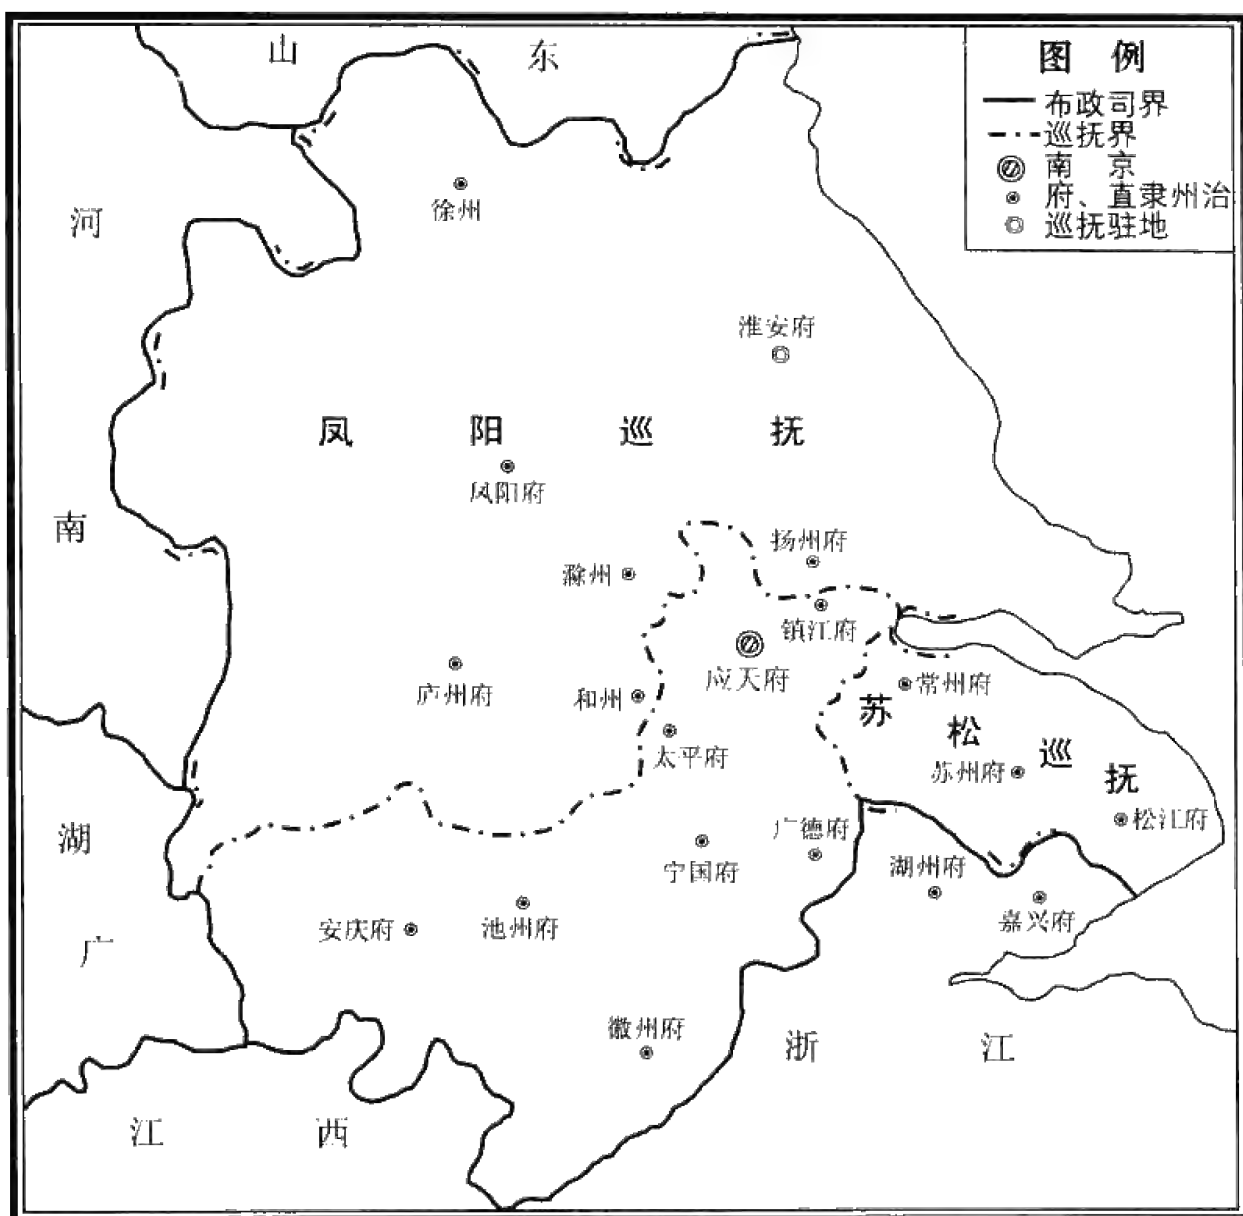 山东
图例
布政司界
巡抚界
南京
府、直隶州治
巡抚驻地
徐州
河南
淮安府
凤阳巡抚
凤阳府
扬州府
滁州
镇江府
应天府
庐州府
和州
常州府
苏松巡抚
太平府
苏州府
松江府
湖广
广德府
宁国府
湖州府
嘉兴府
安庆府
池州府
徽州府
浙江
江西